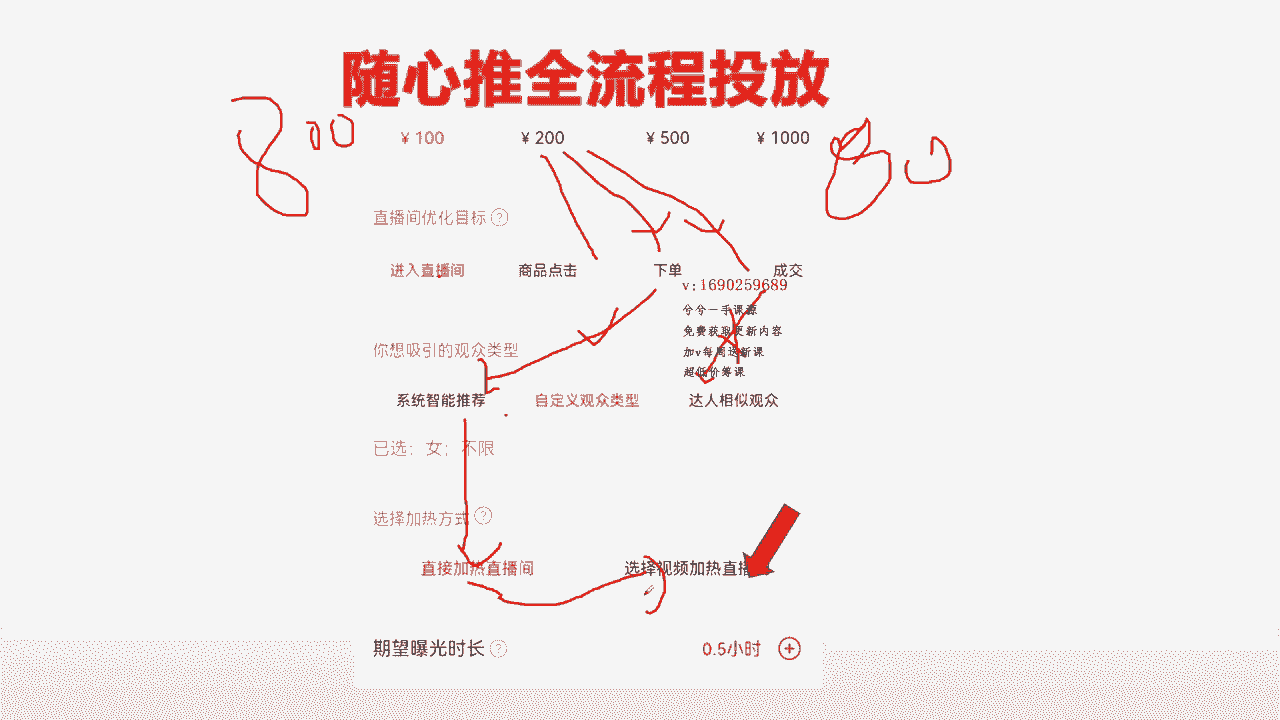 随心推全流程投放
800
¥ 100 ¥ 200 ¥ 500 ¥ 1000
直播间优化目标 ?
进入直播间 商品点击 下单 成交
v:1690259689
兮兮一手课源
免费获取更新内容
加v每周送新课
超低价筹课
你想吸引的观众类型
系统智能推荐 自定义观众类型 达人相似观众
已选: 女; 不限
选择加热方式 ?
直接加热直播间 选择视频加热直播
期望曝光时长 ? 0.5小时 +